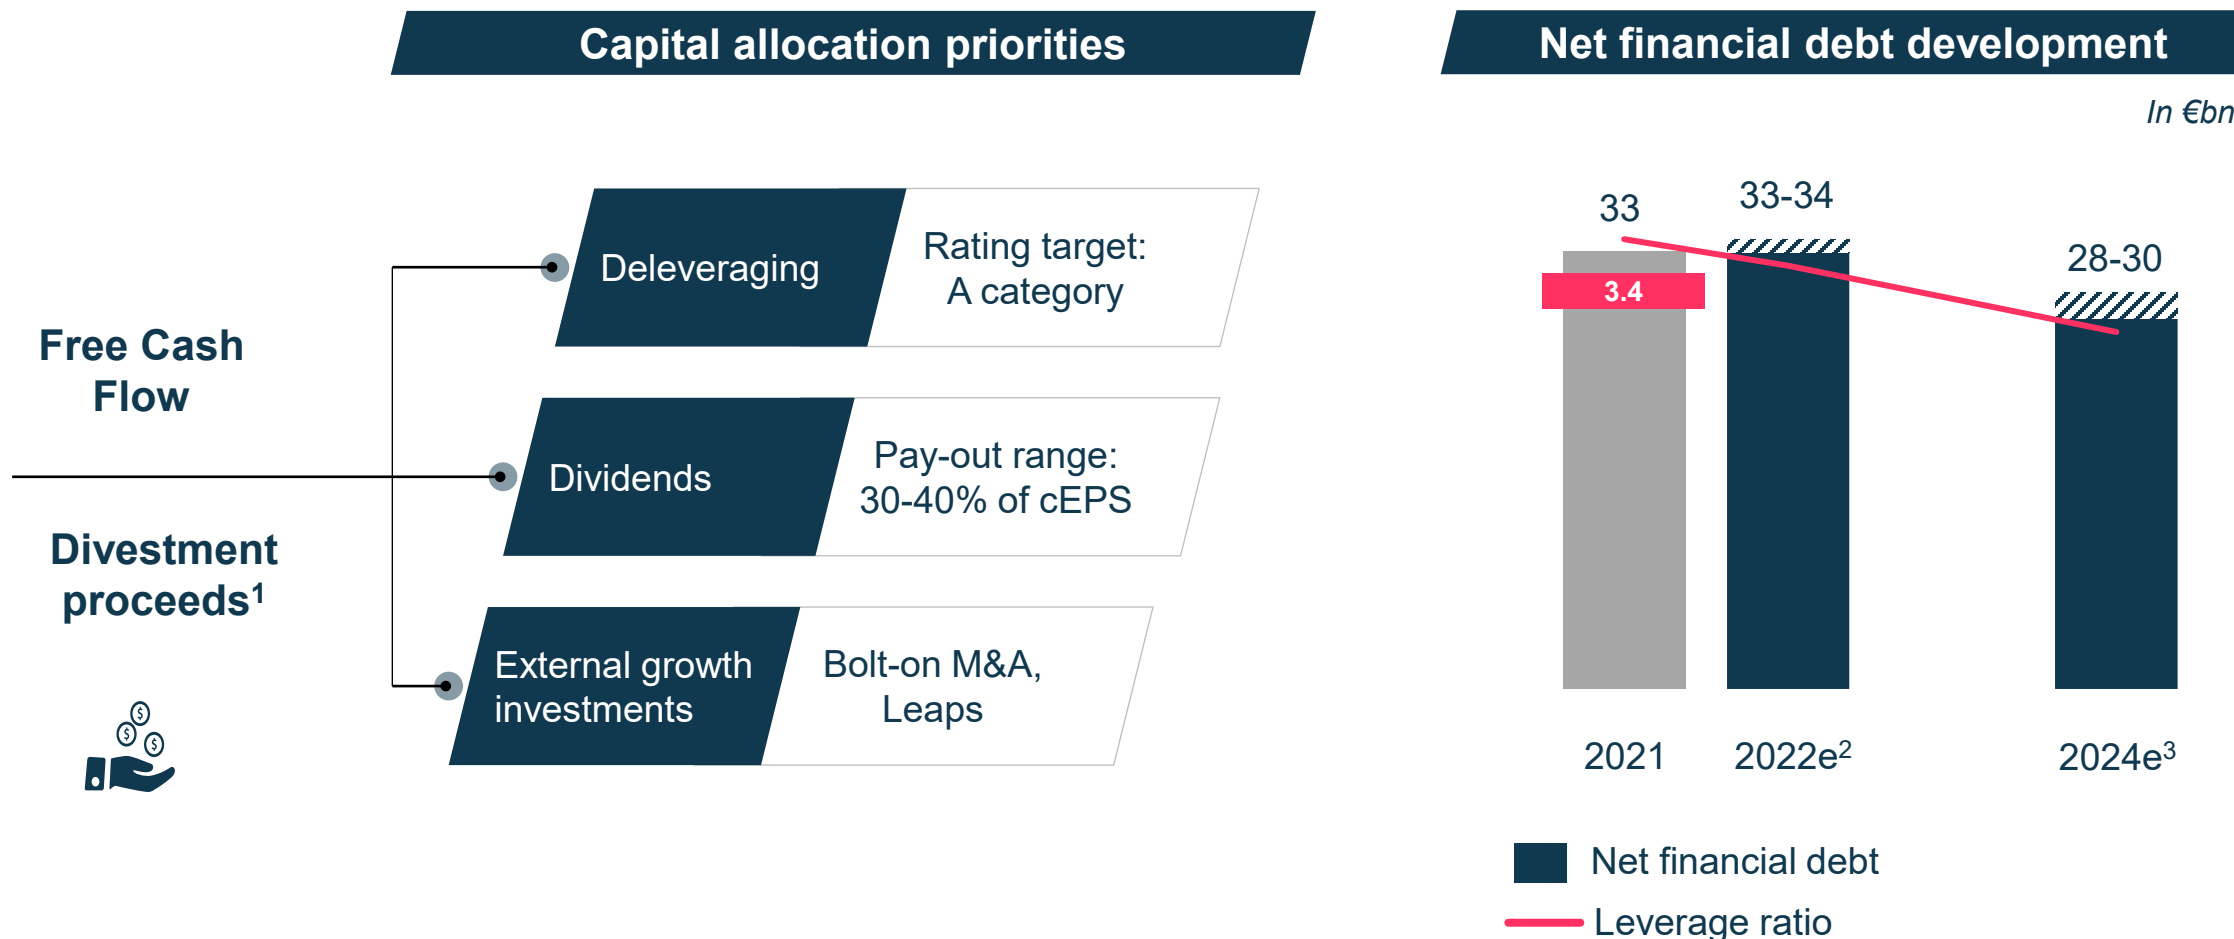 Capital allocation priorities
Free Cash
Flow
Divestment
proceeds¹
Deleveraging
Rating target:
A category
Dividends
Pay-out range:
30-40% of cEPS
External growth
investments
Bolt-on M&A,
Leaps
$
$
$
Net financial debt development
In €bn
33
33-34
28-30
3.4
2021
2022e²
2024e³
Net financial debt
Leverage ratio